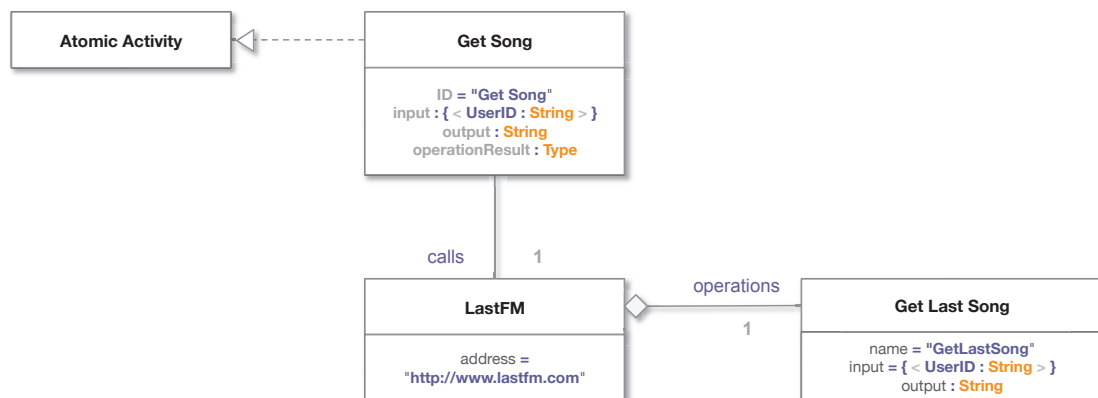 Atomic Activity
Get Song
ID = "Get Song"
input : { < UserID : String > }
output : String
operationResult : Type
calls
1
LastFM
address =
"http://www.lastfm.com"
operations
1
Get Last Song
name = "GetLastSong"
input = { < UserID : String > }
output : String